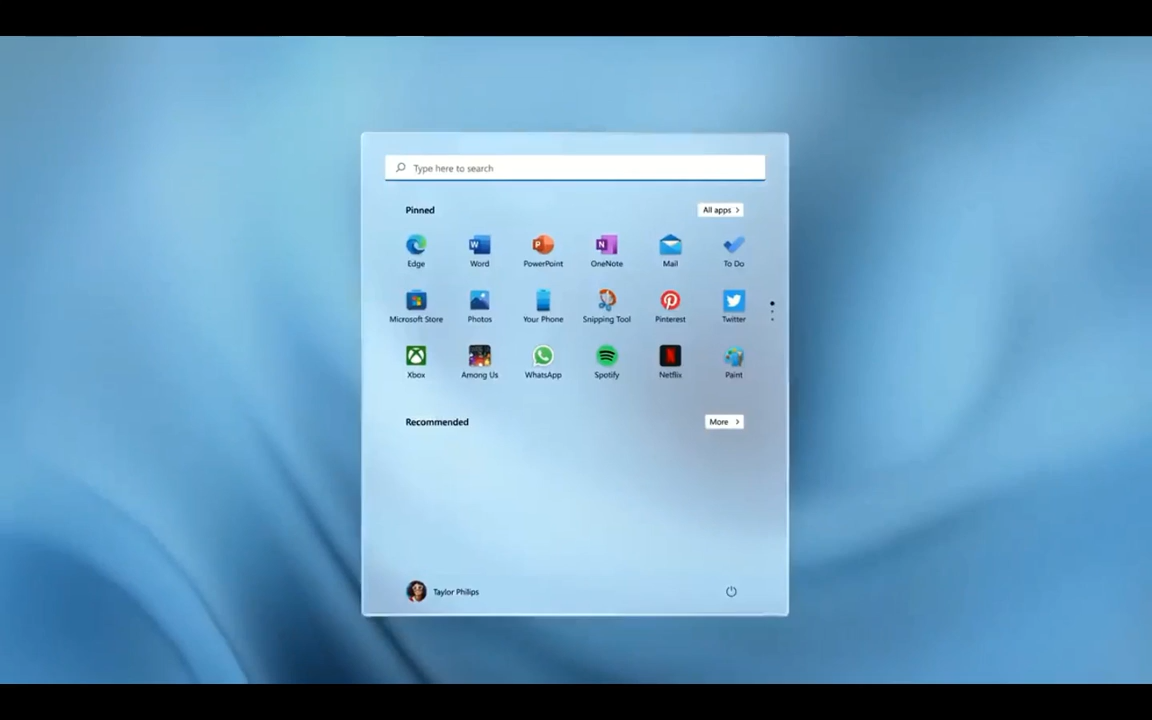 Type here to search
Pinned
All apps
Edge
Word
PowerPoint
OneNote
Mail
To Do
Microsoft Store
Photos
Your Phone
Snipping Tool
Pinterest
Twitter
Xbox
Among Us
WhatsApp
Spotify
Netflix
Paint
Recommended
More
Taylor Philips